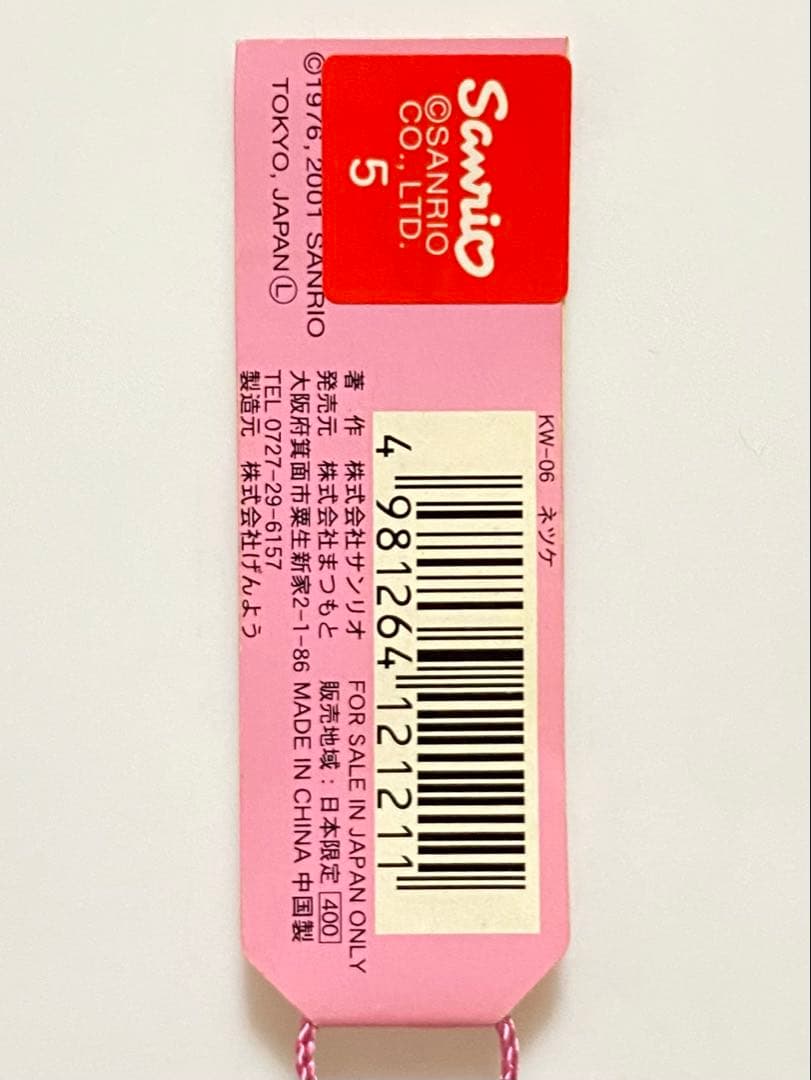 Sanrio
©SANRIO
CO., LTD.
5
©1976, 2001 SANRIO
TOKYO, JAPAN Ⓛ
KW-06 ネツケ
4 981264 121211
著 作 株式会社サンリオ FOR SALE IN JAPAN ONLY
発売元 株式会社まつもと 販売地域：日本限定 400
大阪府箕面市粟生新家2-1-86 MADE IN CHINA 中国製
TEL 0727-29-6157
製造元 株式会社げんよう